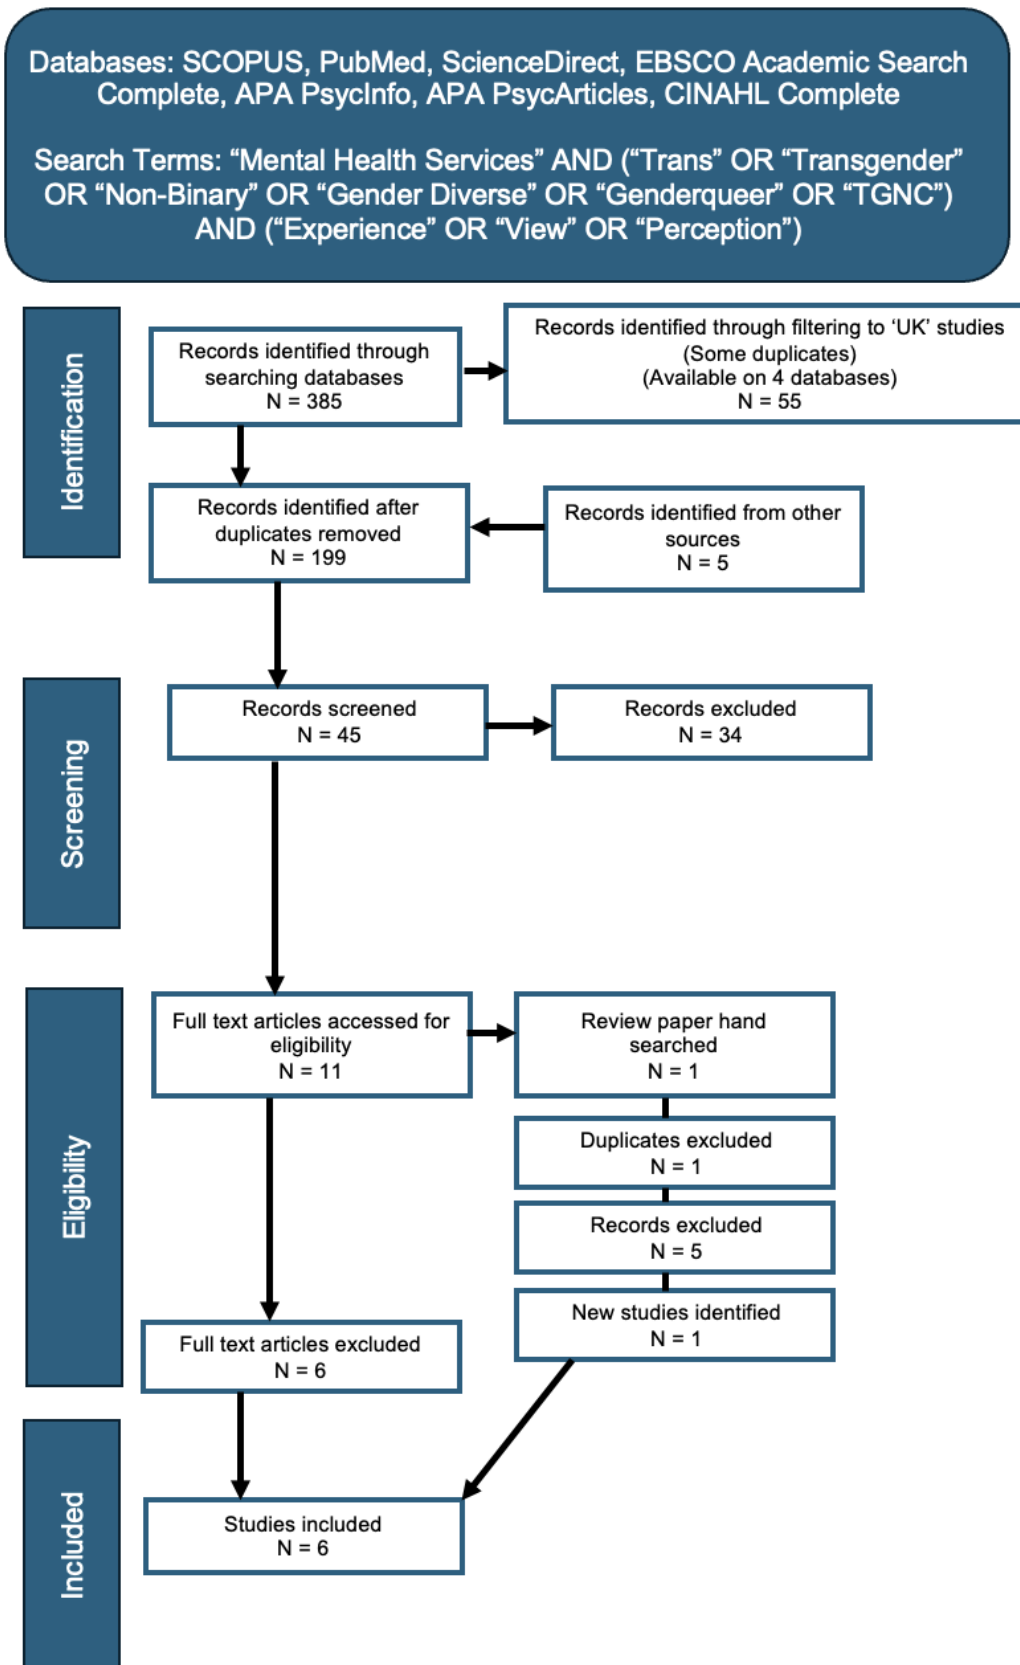 Databases: SCOPUS, PubMed, ScienceDirect, EBSCO Academic Search
Complete, APA PsycInfo, APA PsycArticles, CINAHL Complete
Search Terms: “Mental Health Services” AND (“Trans” OR “Transgender”
OR “Non-Binary” OR “Gender Diverse” OR “Genderqueer” OR “TGNC”)
AND (“Experience” OR “View” OR “Perception”)
Identification
Records identified through
searching databases
N = 385
Records identified through filtering to ‘UK’ studies
(Some duplicates)
(Available on 4 databases)
N = 55
Records identified after
duplicates removed
N = 199
Records identified from other
sources
N = 5
Screening
Records screened
N = 45
Records excluded
N = 34
Eligibility
Full text articles accessed for
eligibility
N = 11
Review paper hand
searched
N = 1
Duplicates excluded
N = 1
Records excluded
N = 5
New studies identified
N = 1
Full text articles excluded
N = 6
Included
Studies included
N = 6